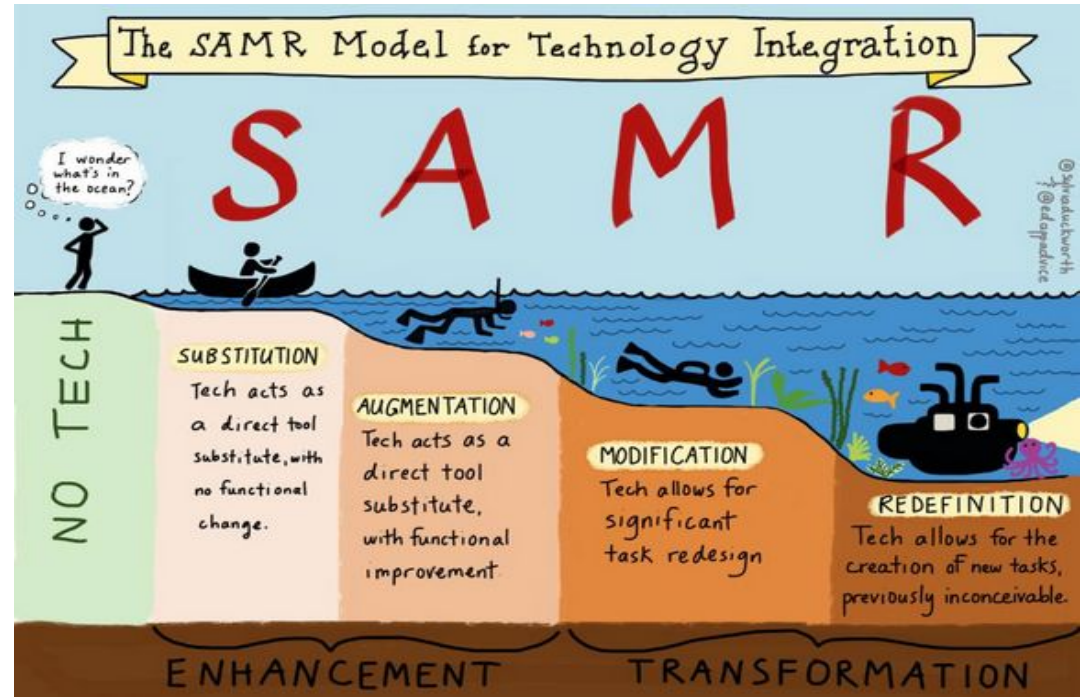 The SAMR Model for Technology Integration
S A M R
I wonder
what's in
the ocean?
@sylviaduckworth
& @edappadvice
NO TECH
SUBSTITUTION
Tech acts as
a direct tool
substitute, with
no functional
change.
AUGMENTATION
Tech acts as a
direct tool
substitute,
with functional
improvement
MODIFICATION
Tech allows for
significant
task redesign
REDEFINITION
Tech allows for the
creation of new tasks,
previously inconceivable.
ENHANCEMENT
TRANSFORMATION